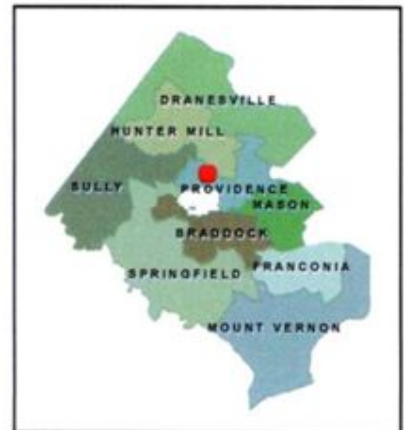 DRANESVILLE
HUNTER MILL
SULLY
PROVIDENCE
MASON
BRADDOCK
SPRINGFIELD
FRANCONIA
MOUNT VERNON